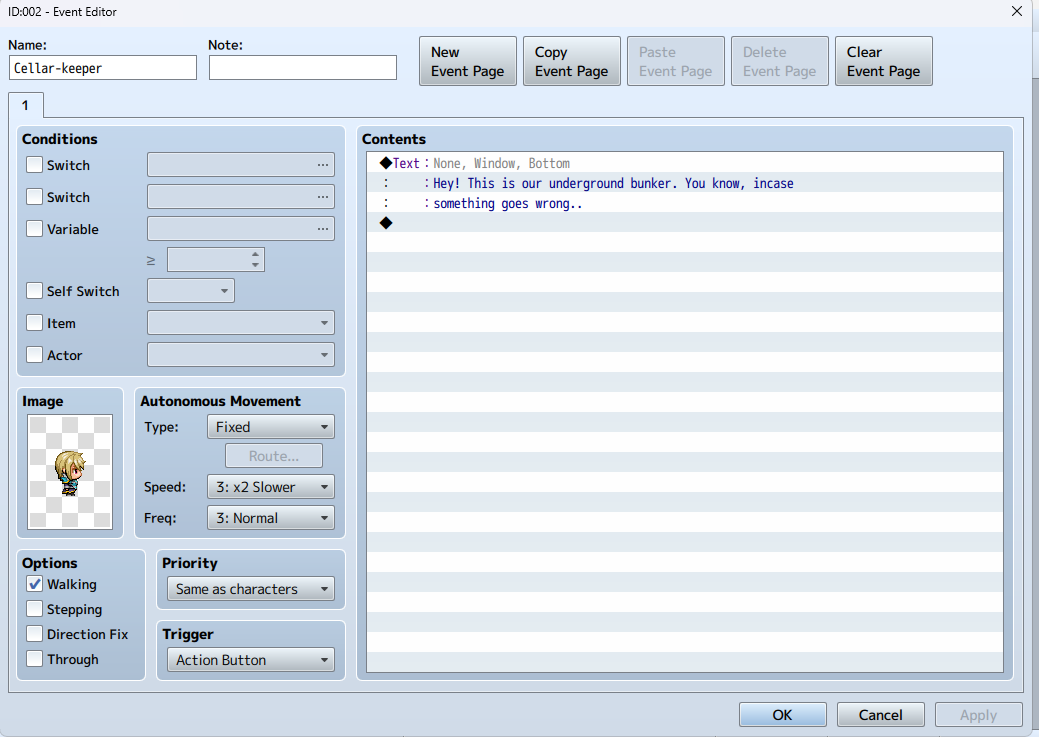 ID:002 - Event Editor
Name:
Note:
Cellar-keeper
New
Event Page
Copy
Event Page
Paste
Event Page
Delete
Event Page
Clear
Event Page
1
Conditions
Switch ...
Switch ...
Variable ...
≥
Self Switch
Item
Actor
Image
Autonomous Movement
Type: Fixed
Route...
Speed: 3: x2 Slower
Freq: 3: Normal
Options
Walking
Stepping
Direction Fix
Through
Priority
Same as characters
Trigger
Action Button
Contents
◆Text : None, Window, Bottom
: : Hey! This is our underground bunker. You know, incase
: : something goes wrong..
◆
OK
Cancel
Apply